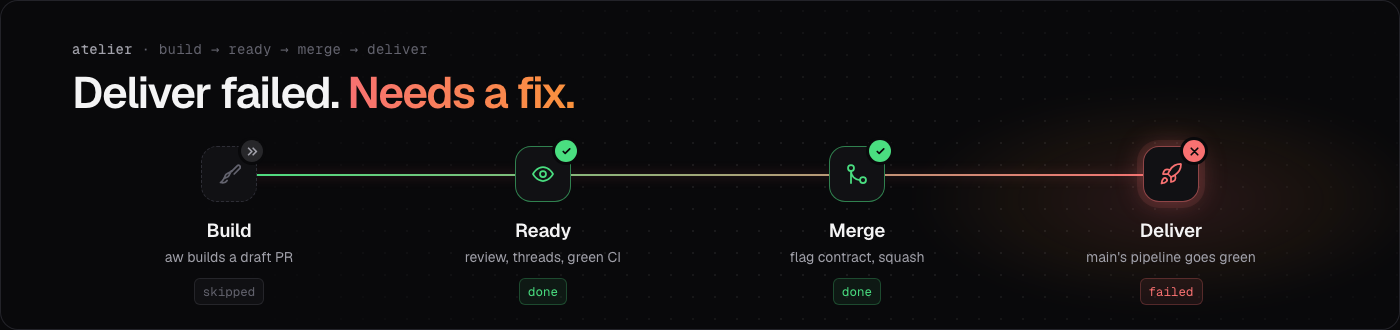 atelier · build → ready → merge → deliver
Deliver failed. Needs a fix.
Build
aw builds a draft PR
skipped
Ready
review, threads, green CI
done
Merge
flag contract, squash
done
Deliver
main's pipeline goes green
failed